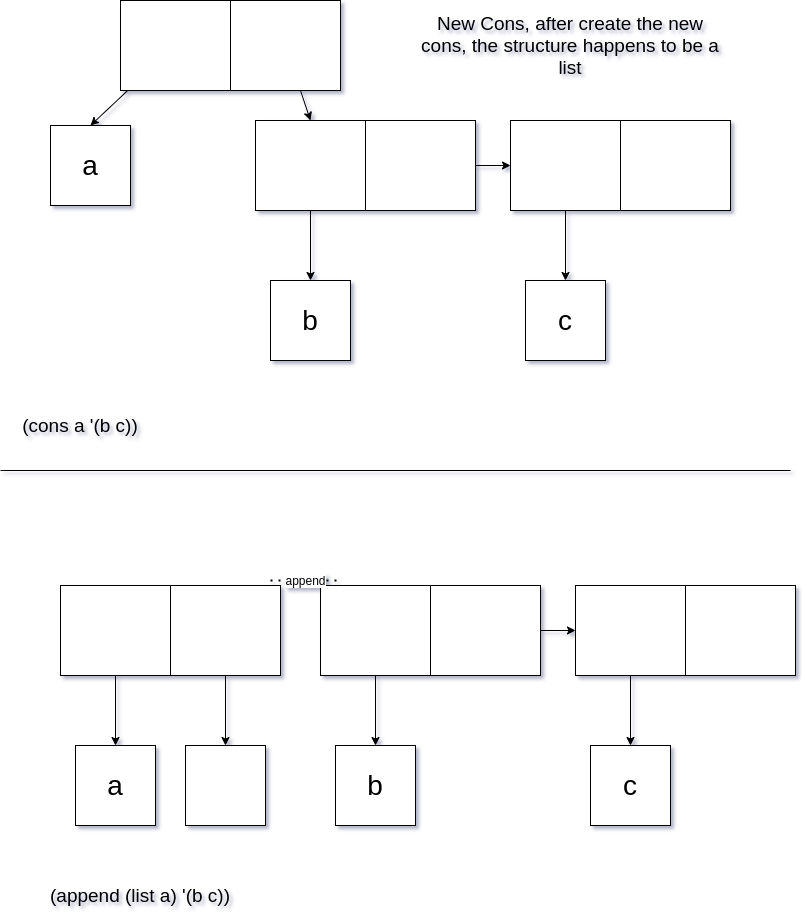 New Cons, after create the new
cons, the structure happens to be a
list
a
b
c
(cons a '(b c))
append
a
b
c
(append (list a) '(b c))